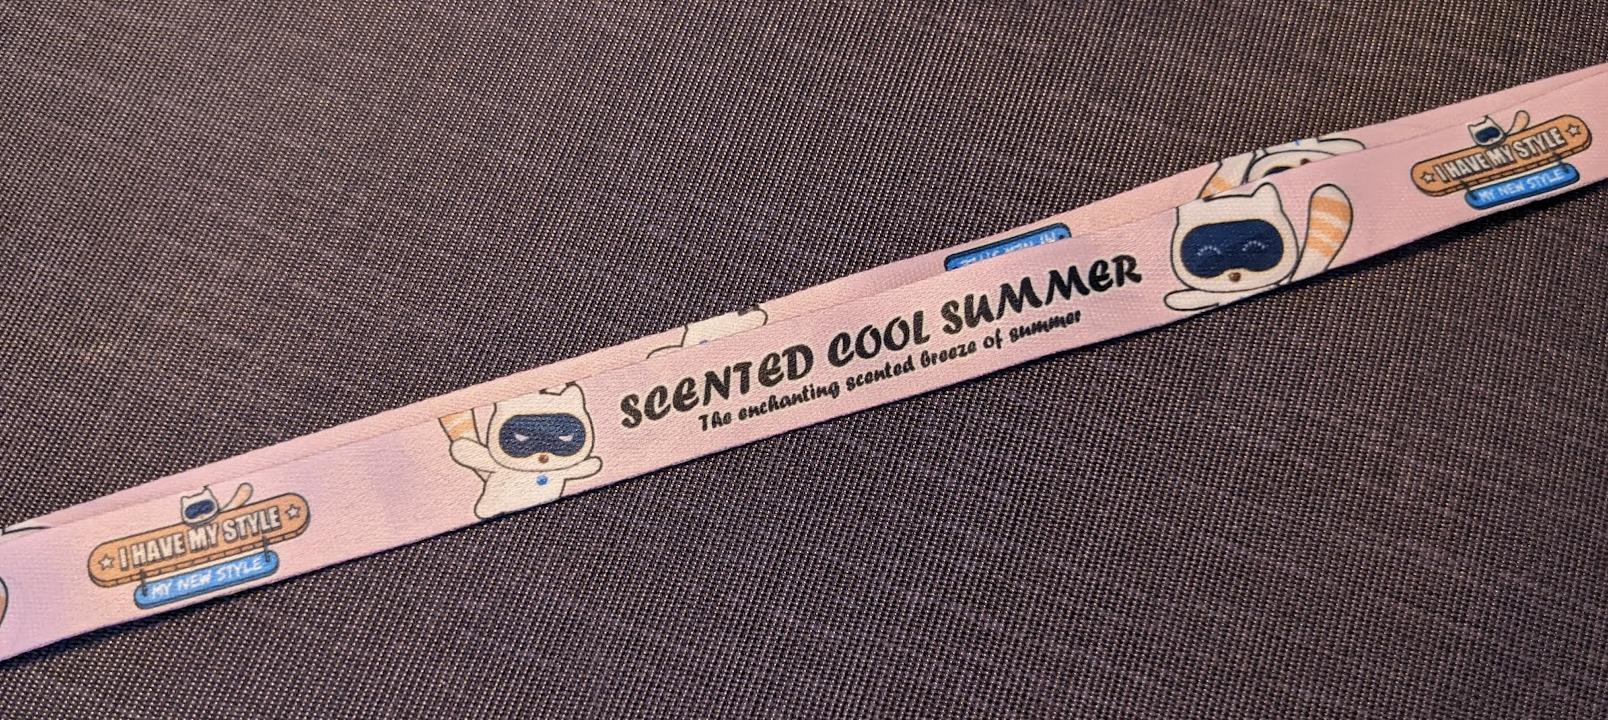 I HAVE MY STYLE
MY NEW STYLE
SCENTED COOL SUMMER
The enchanting scented breeze of summer
I HAVE MY STYLE
MY NEW STYLE